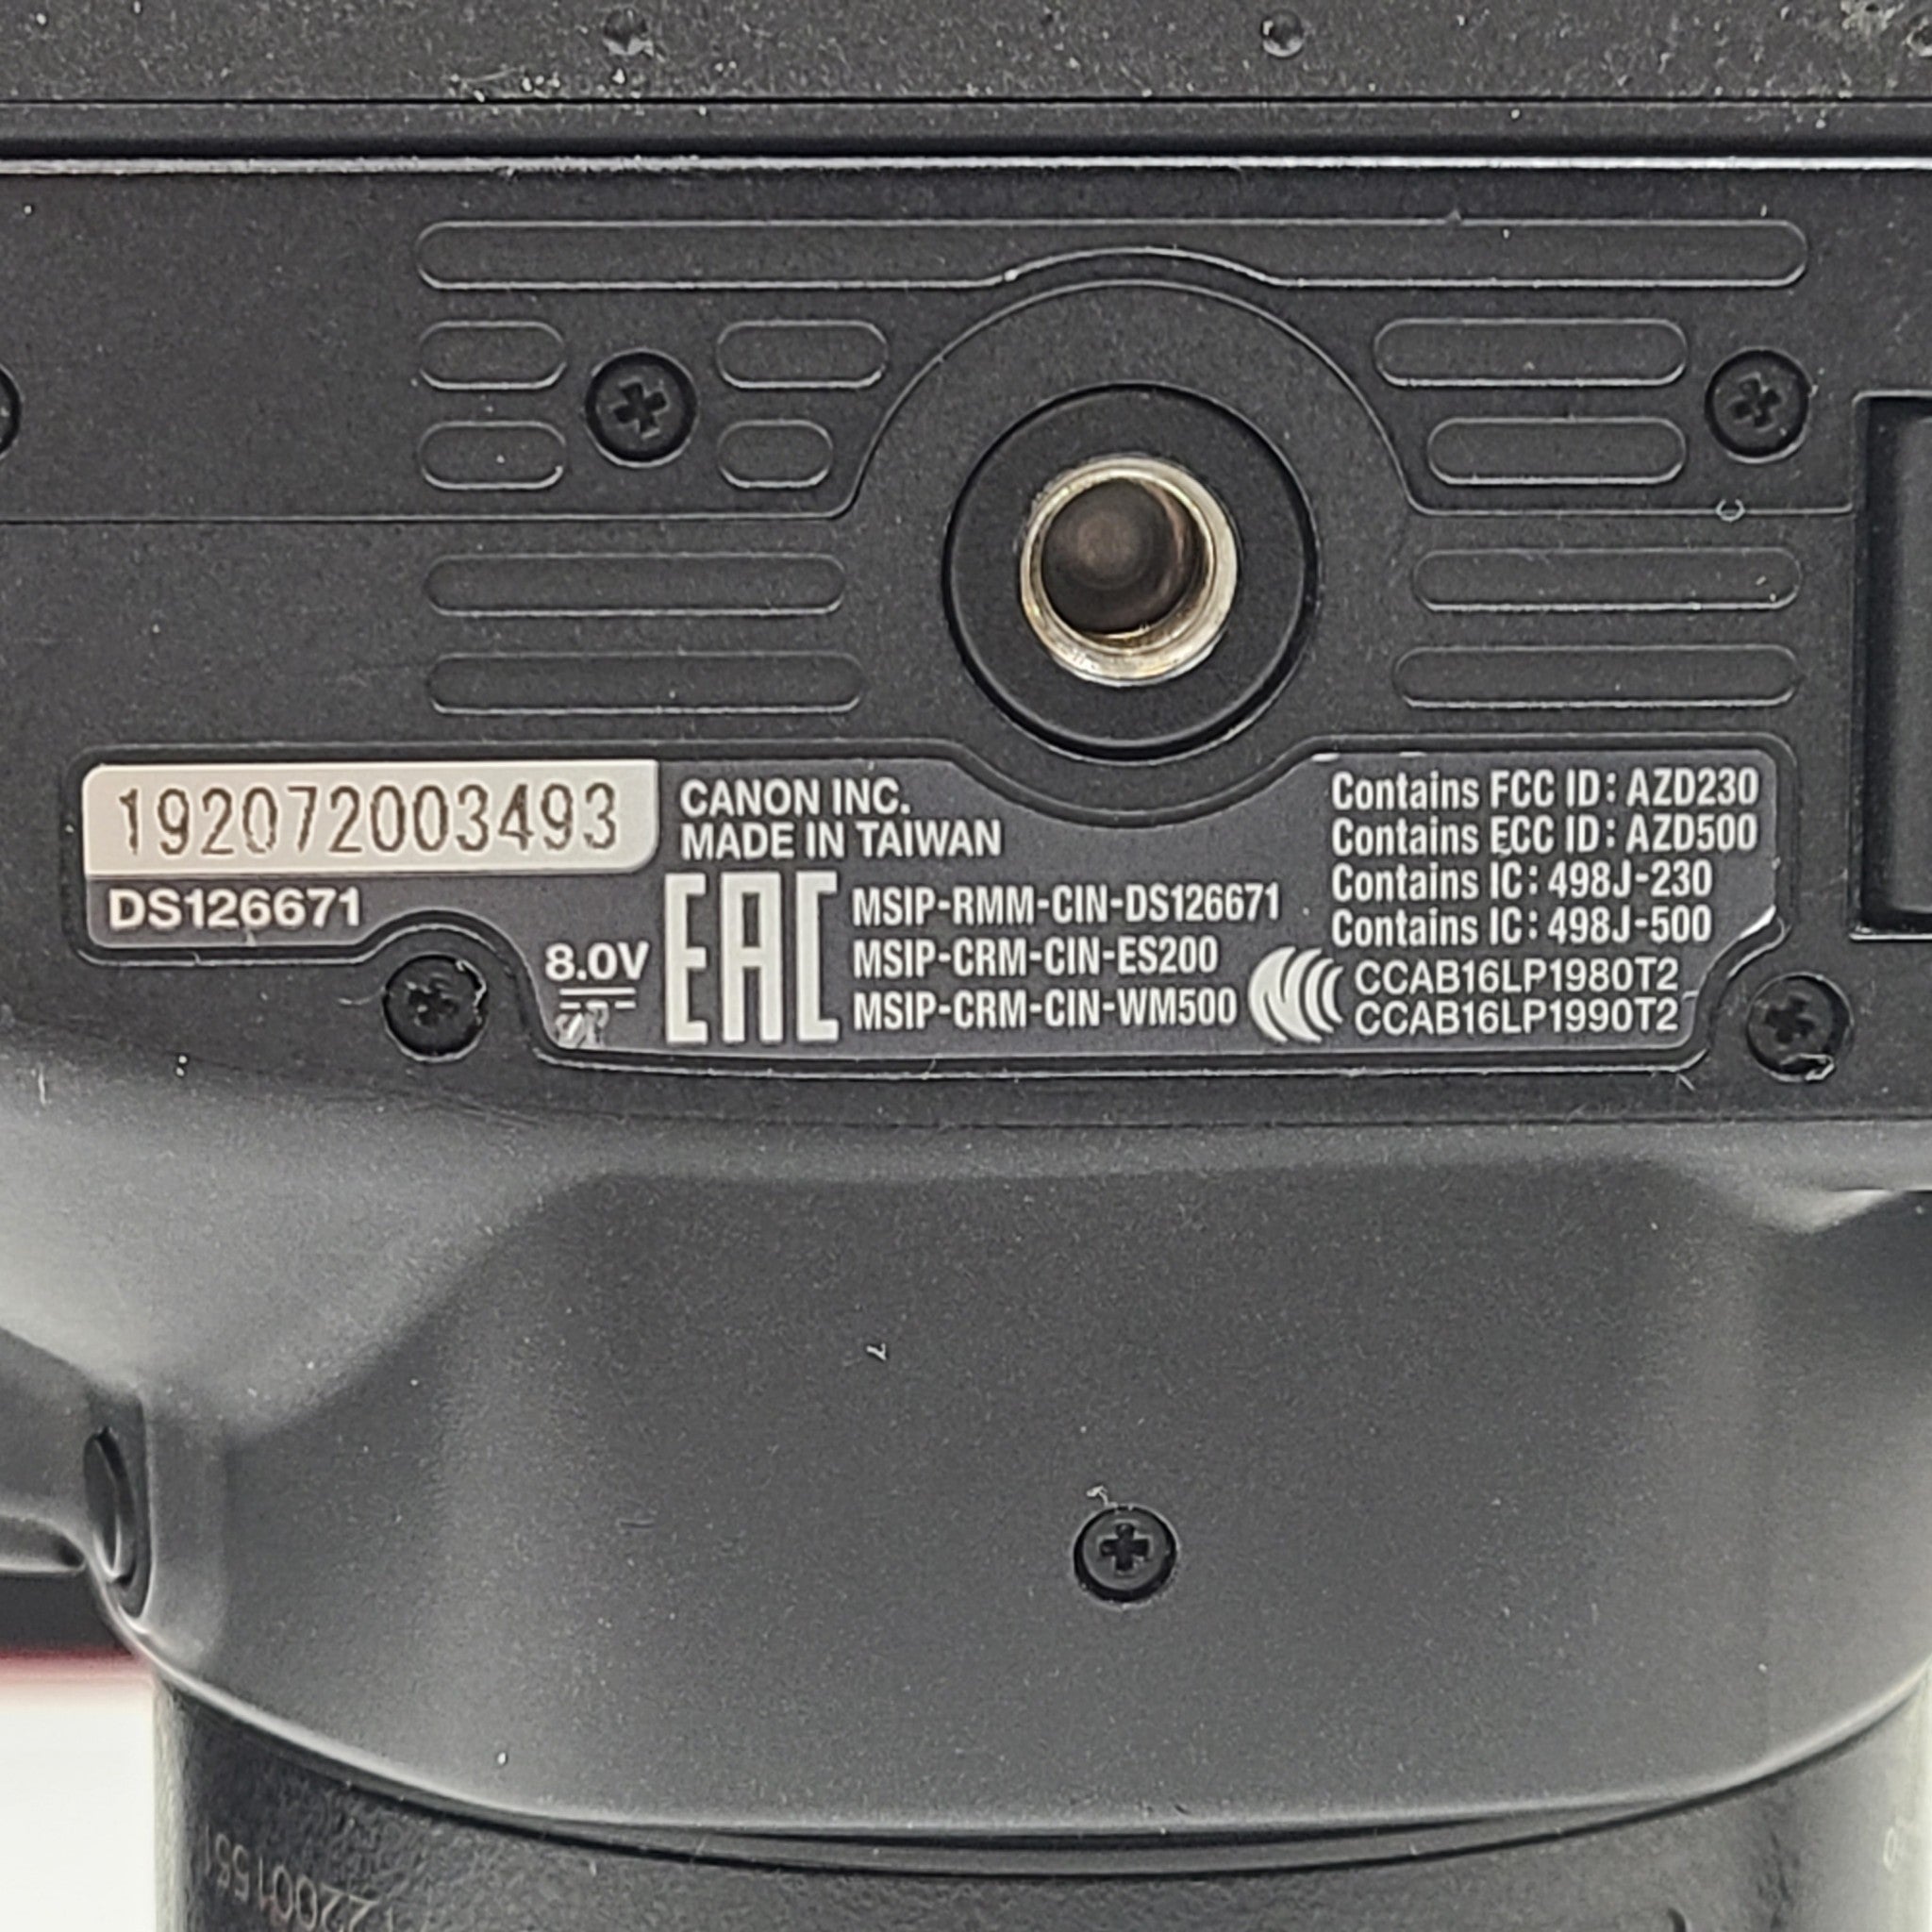 192072003493
DS126671
8.0V
CANON INC.
MADE IN TAIWAN
EAC
MSIP-RMM-CIN-DS126671
MSIP-CRM-CIN-ES200
MSIP-CRM-CIN-WM500
Contains FCC ID: AZD230
Contains FCC ID: AZD500
Contains IC: 498J-230
Contains IC: 498J-500
CCAB16LP1980T2
CCAB16LP1990T2